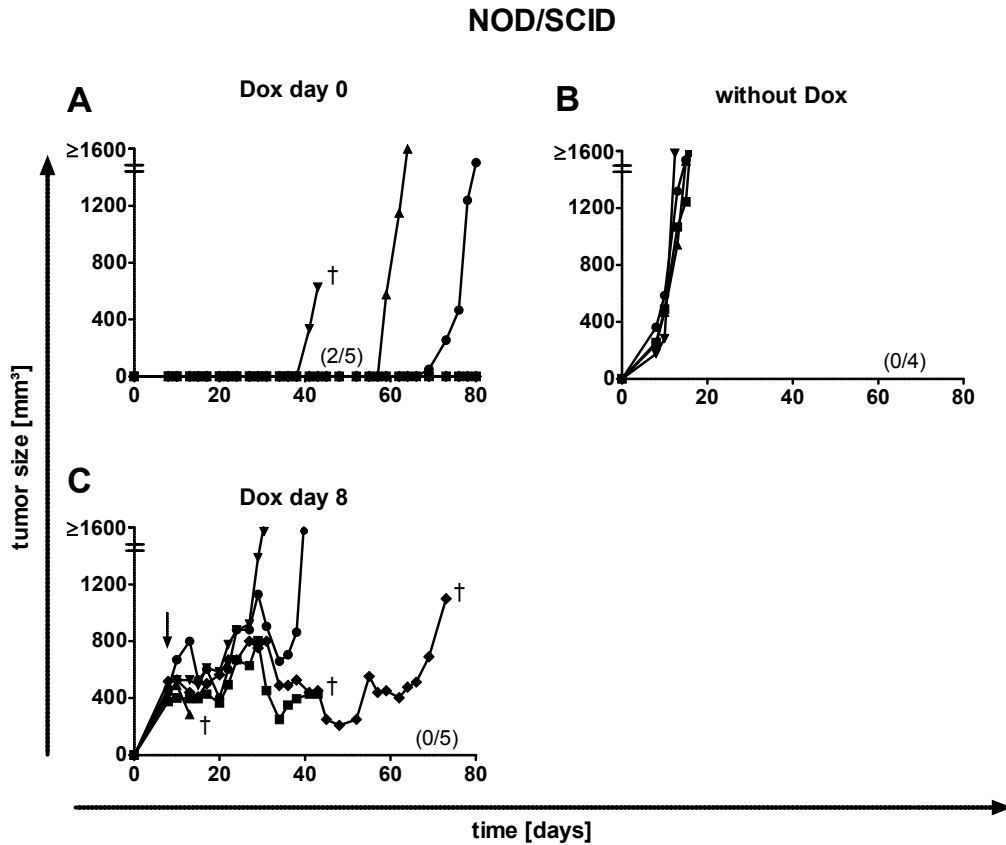 NOD/SCID
A
Dox day 0
≥1600
1200
800
400
0
†
(2/5)
0 20 40 60 80
B
without Dox
≥1600
1200
800
400
0
(0/4)
0 20 40 60 80
C
Dox day 8
≥1600
1200
800
400
0
†
†
†
(0/5)
0 20 40 60 80
tumor size [mm³]
time [days]